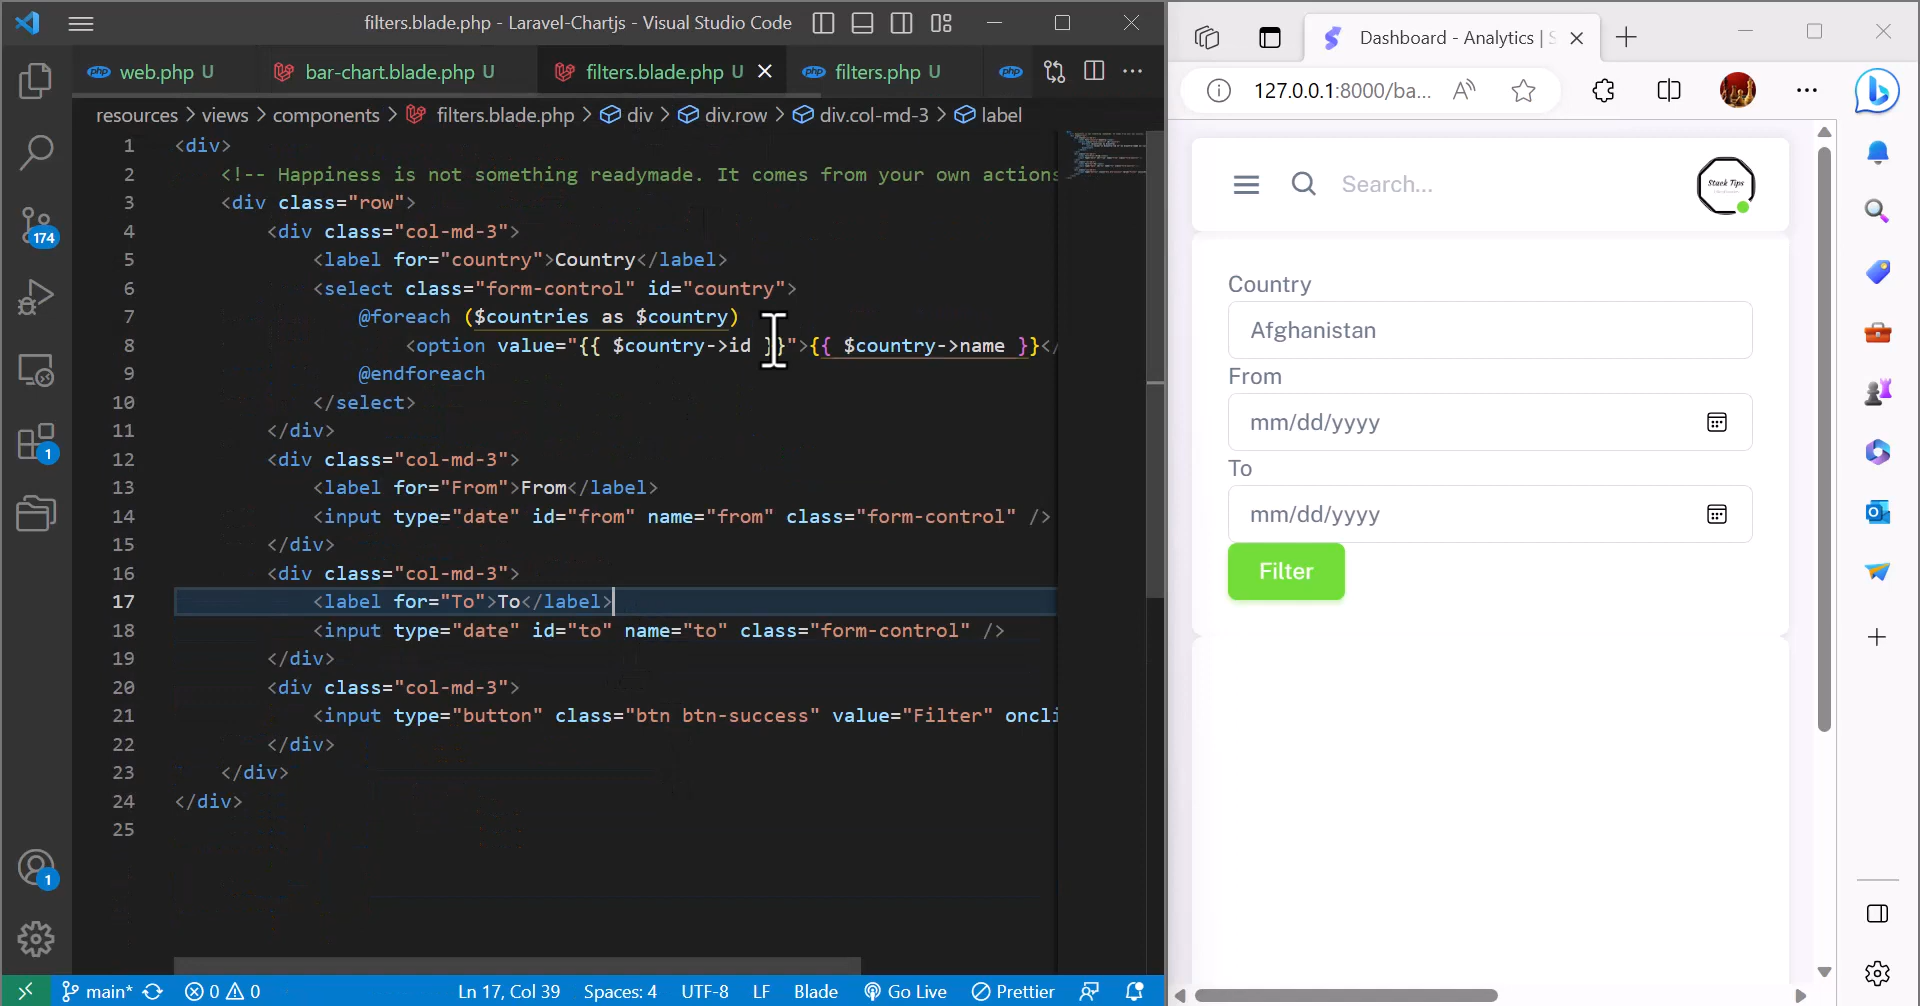 filters.blade.php - Laravel-Chartjs - Visual Studio Code
php web.php U
bar-chart.blade.php U
filters.blade.php U
php filters.php U
php
resources > views > components > filters.blade.php > div > div.row > div.col-md-3 > label
1 <div>
2 <!-- Happiness is not something readymade. It comes from your own actions
3 <div class="row">
4 <div class="col-md-3">
5 <label for="country">Country</label>
6 <select class="form-control" id="country">
7 @foreach ($countries as $country)
8 <option value="{{ $country->id }}">{{ $country->name }}</
9 @endforeach
10 </select>
11 </div>
12 <div class="col-md-3">
13 <label for="From">From</label>
14 <input type="date" id="from" name="from" class="form-control" />
15 </div>
16 <div class="col-md-3">
17 <label for="To">To</label>
18 <input type="date" id="to" name="to" class="form-control" />
19 </div>
20 <div class="col-md-3">
21 <input type="button" class="btn btn-success" value="Filter" oncli
22 </div>
23 </div>
24 </div>
25
174
1
1
main* 0 0 Ln 17, Col 39 Spaces: 4 UTF-8 LF Blade Go Live Prettier
Dashboard - Analytics | S
127.0.0.1:8000/ba...
Search...
Stack Tips
Country
Afghanistan
From
mm/dd/yyyy
To
mm/dd/yyyy
Filter